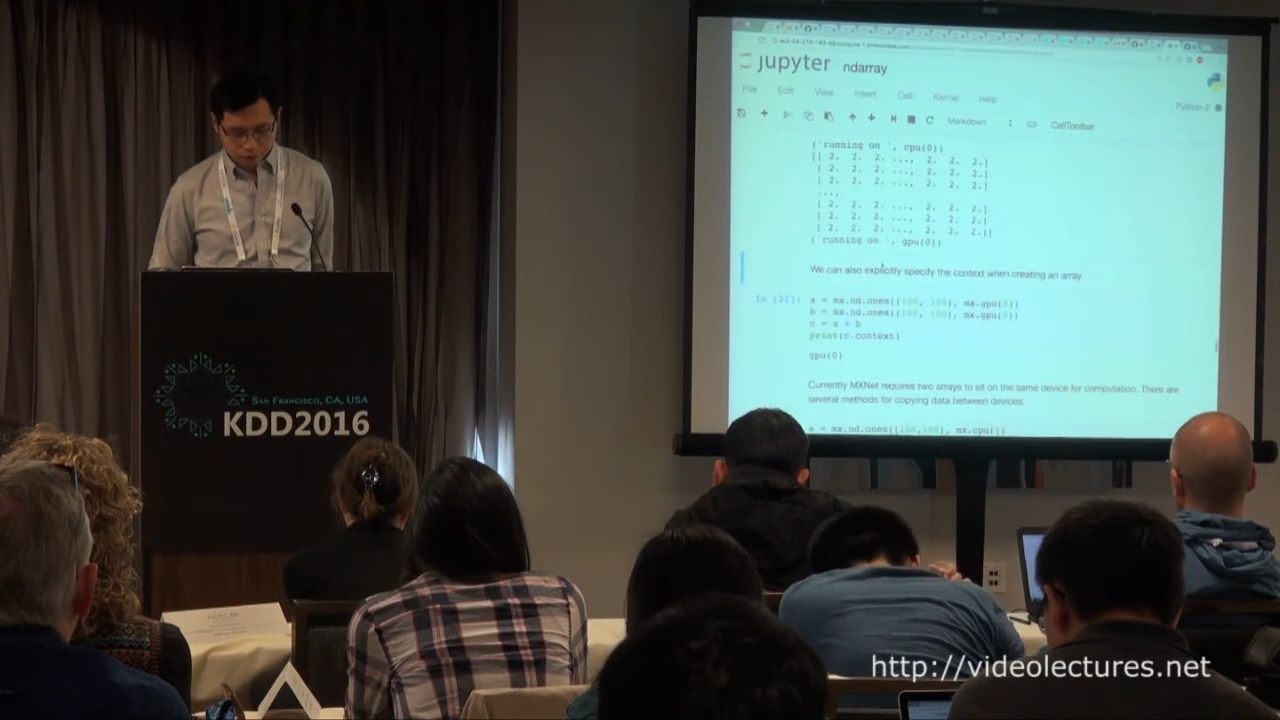 jupyter ndarray
File Edit View Insert Cell Kernel Help
Python 2
Markdown CellToolbar
('running on ', cpu(0))
[[ 2. 2. 2. ..., 2. 2. 2.]
[ 2. 2. 2. ..., 2. 2. 2.]
[ 2. 2. 2. ..., 2. 2. 2.]
...,
[ 2. 2. 2. ..., 2. 2. 2.]
[ 2. 2. 2. ..., 2. 2. 2.]
[ 2. 2. 2. ..., 2. 2. 2.]]
('running on ', gpu(0))
We can also explicitly specify the context when creating an array
In [21]: a = mx.nd.ones((100, 100), mx.gpu(0))
b = mx.nd.ones((100, 100), mx.gpu(0))
c = a + b
print(c.context)
gpu(0)
Currently MXNet requires two arrays to sit on the same device for computation. There are
several methods for copying data between devices.
a = mx.nd.ones((100,100), mx.cpu())
SAN FRANCISCO, CA, USA
KDD2016
http://videolectures.net